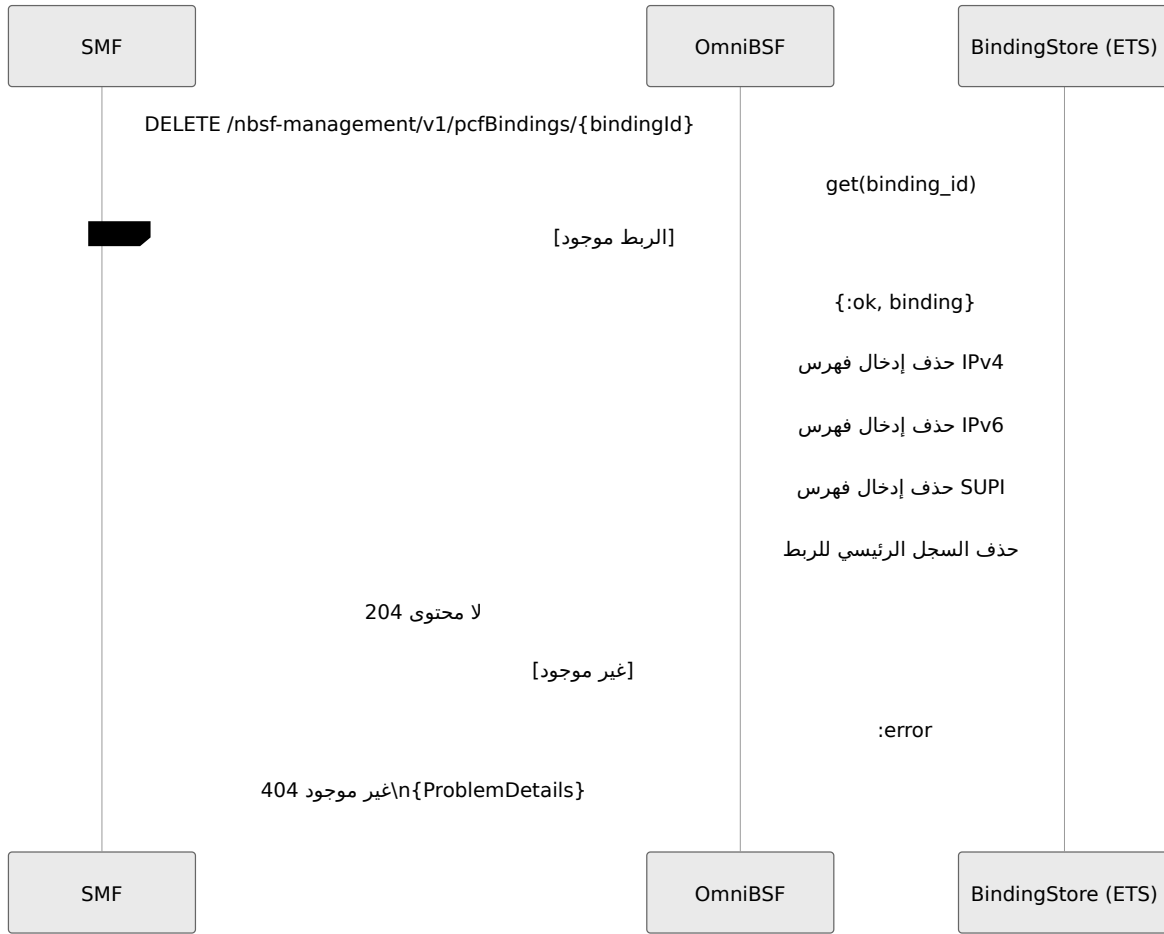 SMF
OmniBSF
BindingStore (ETS)
DELETE /nbsf-management/v1/pcfBindings/{bindingId}
get(binding_id)
[الربط موجود]
{:ok, binding}
حذف إدخال فهرس IPv4
حذف إدخال فهرس IPv6
حذف إدخال فهرس SUPI
حذف السجل الرئيسي للربط
204 لا محتوى
[غير موجود]
:error
404 غير موجود\n{ProblemDetails}
SMF
OmniBSF
BindingStore (ETS)